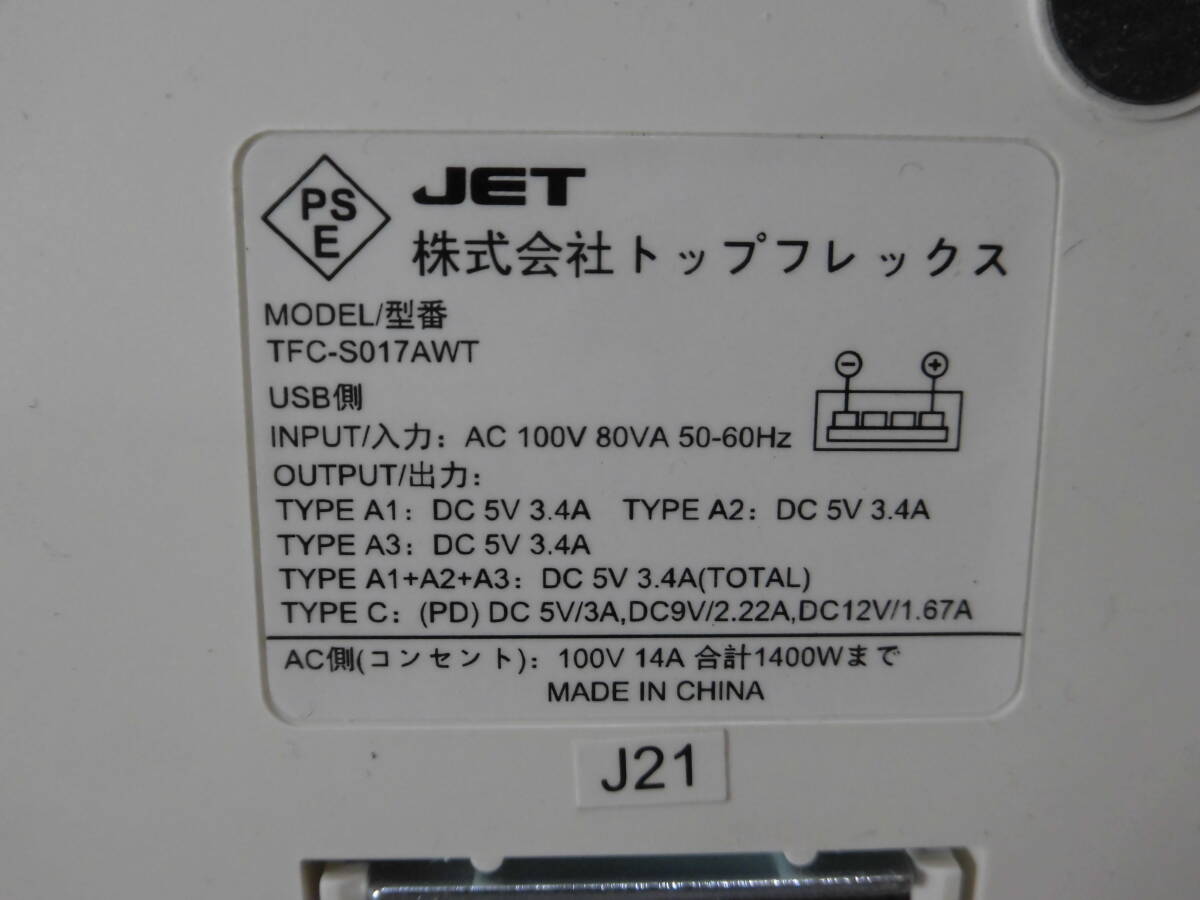 PS
E
JET
株式会社トップフレックス
MODEL/型番
TFC-S017AWT
USB側
INPUT/入力：AC 100V 80VA 50-60Hz
OUTPUT/出力：
TYPE A1：DC 5V 3.4A TYPE A2：DC 5V 3.4A
TYPE A3：DC 5V 3.4A
TYPE A1+A2+A3：DC 5V 3.4A(TOTAL)
TYPE C：(PD) DC 5V/3A,DC9V/2.22A,DC12V/1.67A
AC側(コンセント)：100V 14A 合計1400Wまで
MADE IN CHINA
J21